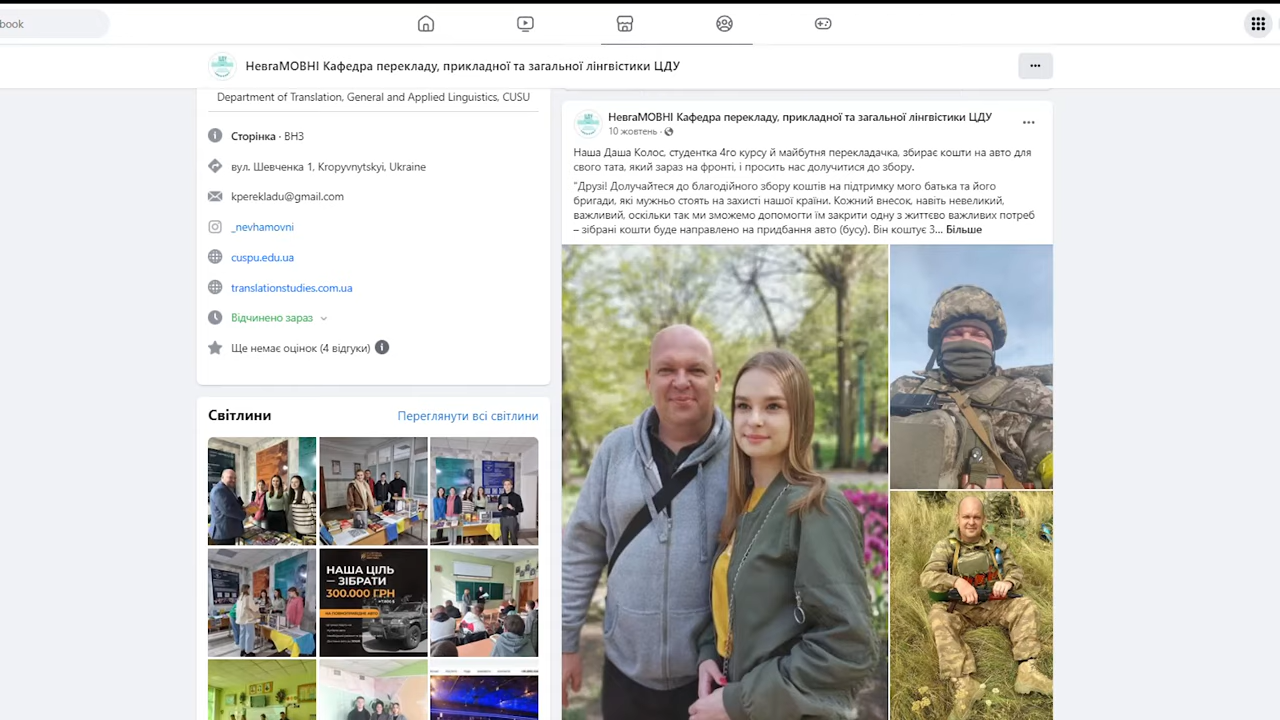 book
НевгаМОВНІ Кафедра перекладу, прикладної та загальної лінгвістики ЦДУ
Department of Translation, General and Applied Linguistics, CUSU
Сторінка · ВНЗ
вул. Шевченка 1, Kropyvnytskyi, Ukraine
kperekladu@gmail.com
_nevhamovni
cuspu.edu.ua
translationstudies.com.ua
Відчинено зараз
Ще немає оцінок (4 відгуки)
Світлини
Переглянути всі світлини
НАША ЦІЛЬ
— ЗІБРАТИ
300.000 ГРН
НевгаМОВНІ Кафедра перекладу, прикладної та загальної лінгвістики ЦДУ
10 жовтень ·
Наша Даша Колос, студентка 4го курсу й майбутня перекладачка, збирає кошти на авто для
свого тата, який зараз на фронті, і просить нас долучитися до збору.
"Друзі! Долучайтеся до благодійного збору коштів на підтримку мого батька та його
бригади, які мужньо стоять на захисті нашої країни. Кожний внесок, навіть невеликий,
важливий, оскільки так ми зможемо допомогти їм закрити одну з життєво важливих потреб
– зібрані кошти буде направлено на придбання авто (бусу). Він коштує 3... Більше